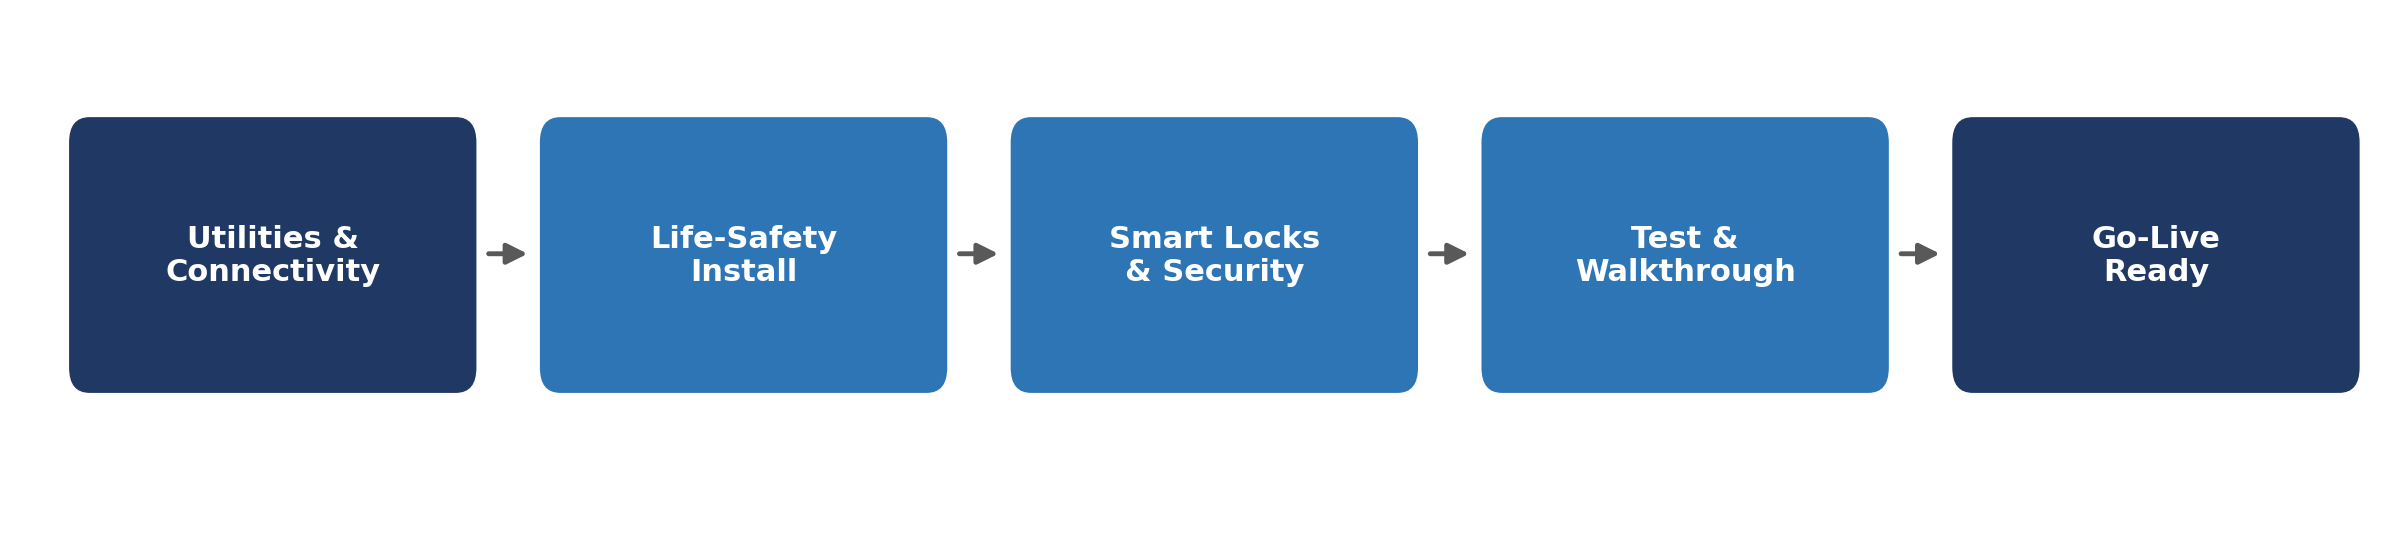 Utilities &
Connectivity
Life-Safety
Install
Smart Locks
& Security
Test &
Walkthrough
Go-Live
Ready